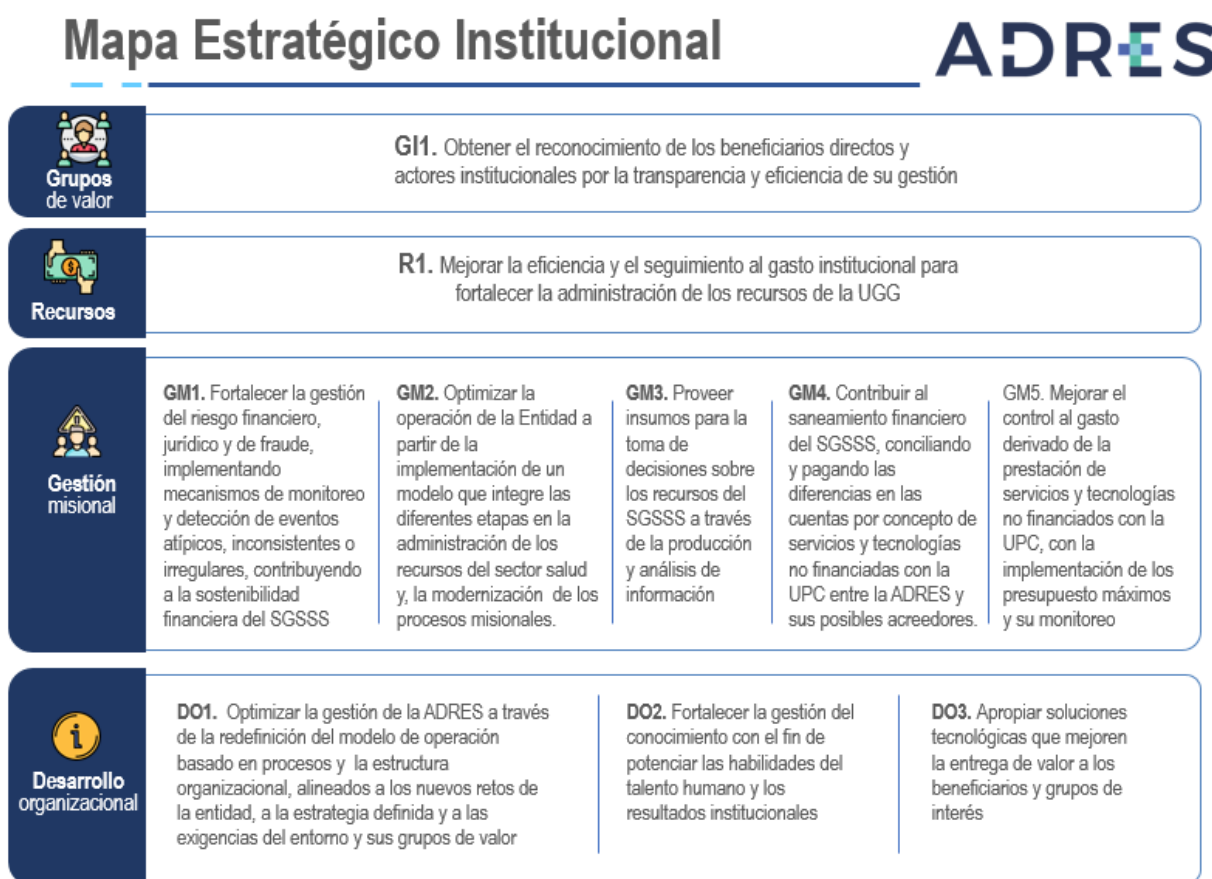 Mapa Estratégico Institucional
ADRES
Grupos
de valor
GI1. Obtener el reconocimiento de los beneficiarios directos y
actores institucionales por la transparencia y eficiencia de su gestión
Recursos
R1. Mejorar la eficiencia y el seguimiento al gasto institucional para
fortalecer la administración de los recursos de la UGG
Gestión
misional
GM1. Fortalecer la gestión
del riesgo financiero,
jurídico y de fraude,
implementando
mecanismos de monitoreo
y detección de eventos
atípicos, inconsistentes o
irregulares, contribuyendo
a la sostenibilidad
financiera del SGSSS
GM2. Optimizar la
operación de la Entidad a
partir de la
implementación de un
modelo que integre las
diferentes etapas en la
administración de los
recursos del sector salud
y, la modernización de los
procesos misionales.
GM3. Proveer
insumos para la
toma de
decisiones sobre
los recursos del
SGSSS a través
de la producción
y análisis de
información
GM4. Contribuir al
saneamiento financiero
del SGSSS, conciliando
y pagando las
diferencias en las
cuentas por concepto de
servicios y tecnologías
no financiadas con la
UPC entre la ADRES y
sus posibles acreedores.
GM5. Mejorar el
control al gasto
derivado de la
prestación de
servicios y tecnologías
no financiados con la
UPC, con la
implementación de los
presupuesto máximos
y su monitoreo
Desarrollo
organizacional
DO1. Optimizar la gestión de la ADRES a través
de la redefinición del modelo de operación
basado en procesos y la estructura
organizacional, alineados a los nuevos retos de
la entidad, a la estrategia definida y a las
exigencias del entorno y sus grupos de valor
DO2. Fortalecer la gestión del
conocimiento con el fin de
potenciar las habilidades del
talento humano y los
resultados institucionales
DO3. Apropiar soluciones
tecnológicas que mejoren
la entrega de valor a los
beneficiarios y grupos de
interés